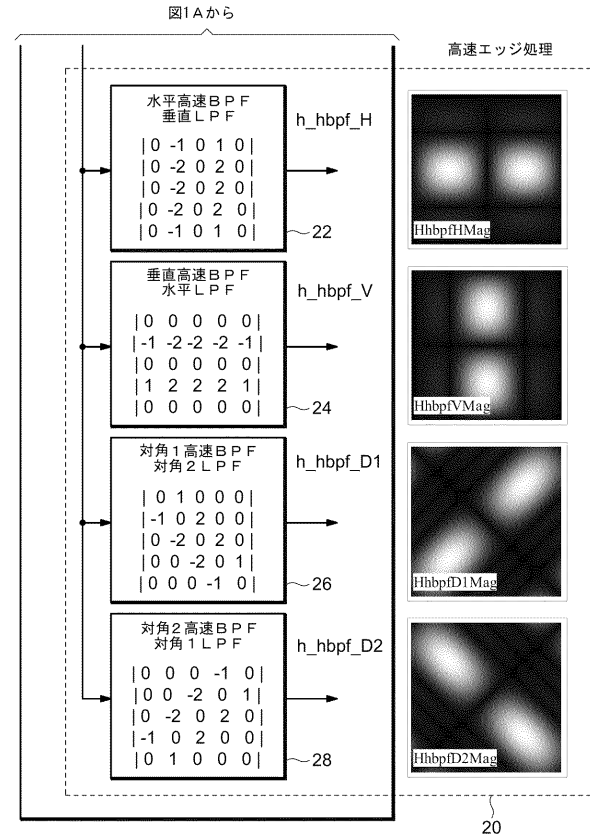 図1Aから
高速エッジ処理
水平高速BPF
垂直LPF
|0 -1 0 1 0|
|0 -2 0 2 0|
|0 -2 0 2 0|
|0 -2 0 2 0|
|0 -1 0 1 0|
h_hbpf_H
22
HhbpfHMag
垂直高速BPF
水平LPF
|0 0 0 0 0|
|-1 -2 -2 -2 -1|
|0 0 0 0 0|
|1 2 2 2 1|
|0 0 0 0 0|
h_hbpf_V
24
HhbpfVMag
対角1高速BPF
対角2LPF
|0 1 0 0 0|
|-1 0 2 0 0|
|0 -2 0 2 0|
|0 0 -2 0 1|
|0 0 0 -1 0|
h_hbpf_D1
26
HhbpfD1Mag
対角2高速BPF
対角1LPF
|0 0 0 -1 0|
|0 0 -2 0 1|
|0 -2 0 2 0|
|-1 0 2 0 0|
|0 1 0 0 0|
h_hbpf_D2
28
HhbpfD2Mag
20